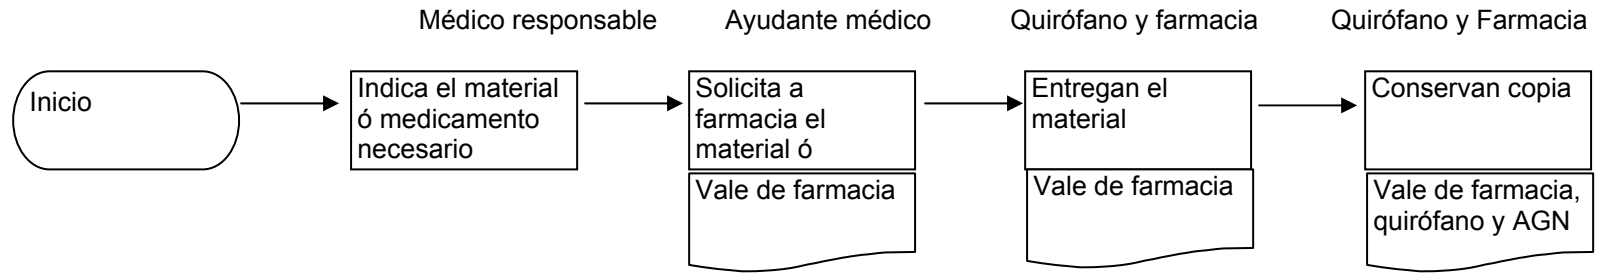 Médico responsable
Ayudante médico
Quirófano y farmacia
Quirófano y Farmacia
Inicio
Indica el material
ó medicamento
necesario
Solicita a
farmacia el
material ó
Vale de farmacia
Entregan el
material
Vale de farmacia
Conservan copia
Vale de farmacia,
quirófano y AGN